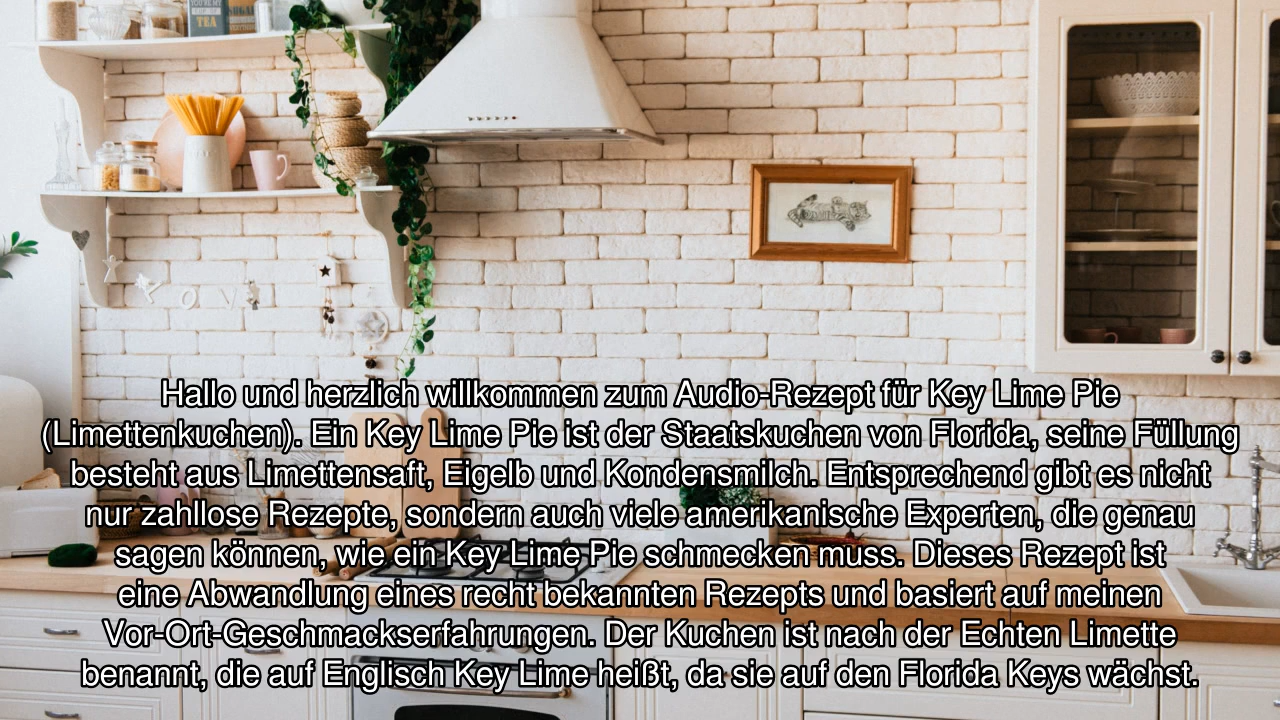 YOU'RE MY
TEA
Hallo und herzlich willkommen zum Audio-Rezept für Key Lime Pie
(Limettenkuchen). Ein Key Lime Pie ist der Staatskuchen von Florida, seine Füllung
besteht aus Limettensaft, Eigelb und Kondensmilch. Entsprechend gibt es nicht
nur zahllose Rezepte, sondern auch viele amerikanische Experten, die genau
sagen können, wie ein Key Lime Pie schmecken muss. Dieses Rezept ist
eine Abwandlung eines recht bekannten Rezepts und basiert auf meinen
Vor-Ort-Geschmackserfahrungen. Der Kuchen ist nach der Echten Limette
benannt, die auf Englisch Key Lime heißt, da sie auf den Florida Keys wächst.